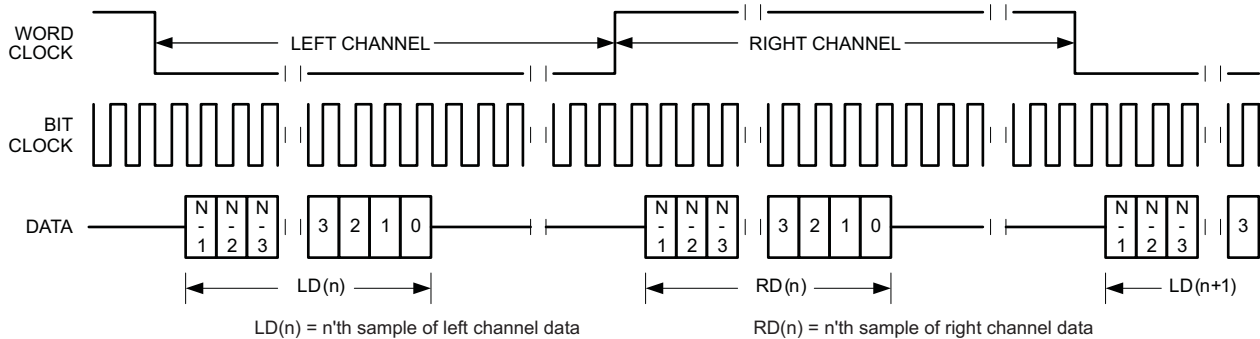 WORD
CLOCK
LEFT CHANNEL
RIGHT CHANNEL
BIT
CLOCK
DATA
N-1 N-2 N-3 3 2 1 0 N-1 N-2 N-3 3 2 1 0 N-1 N-2 N-3 3
LD(n) RD(n) LD(n+1)
LD(n) = n'th sample of left channel data
RD(n) = n'th sample of right channel data